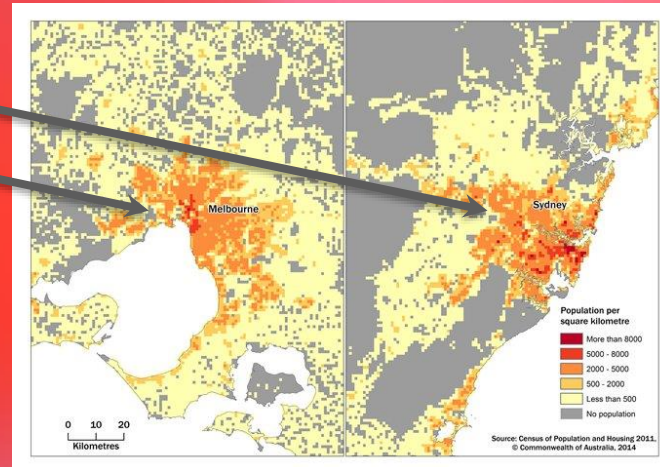 Melbourne
Sydney
Population per
square kilometre
More than 8000
5000 - 8000
2000 - 5000
500 - 2000
Less than 500
No population
0 10 20
Kilometres
Source: Census of Population and Housing 2011,
© Commonwealth of Australia, 2014